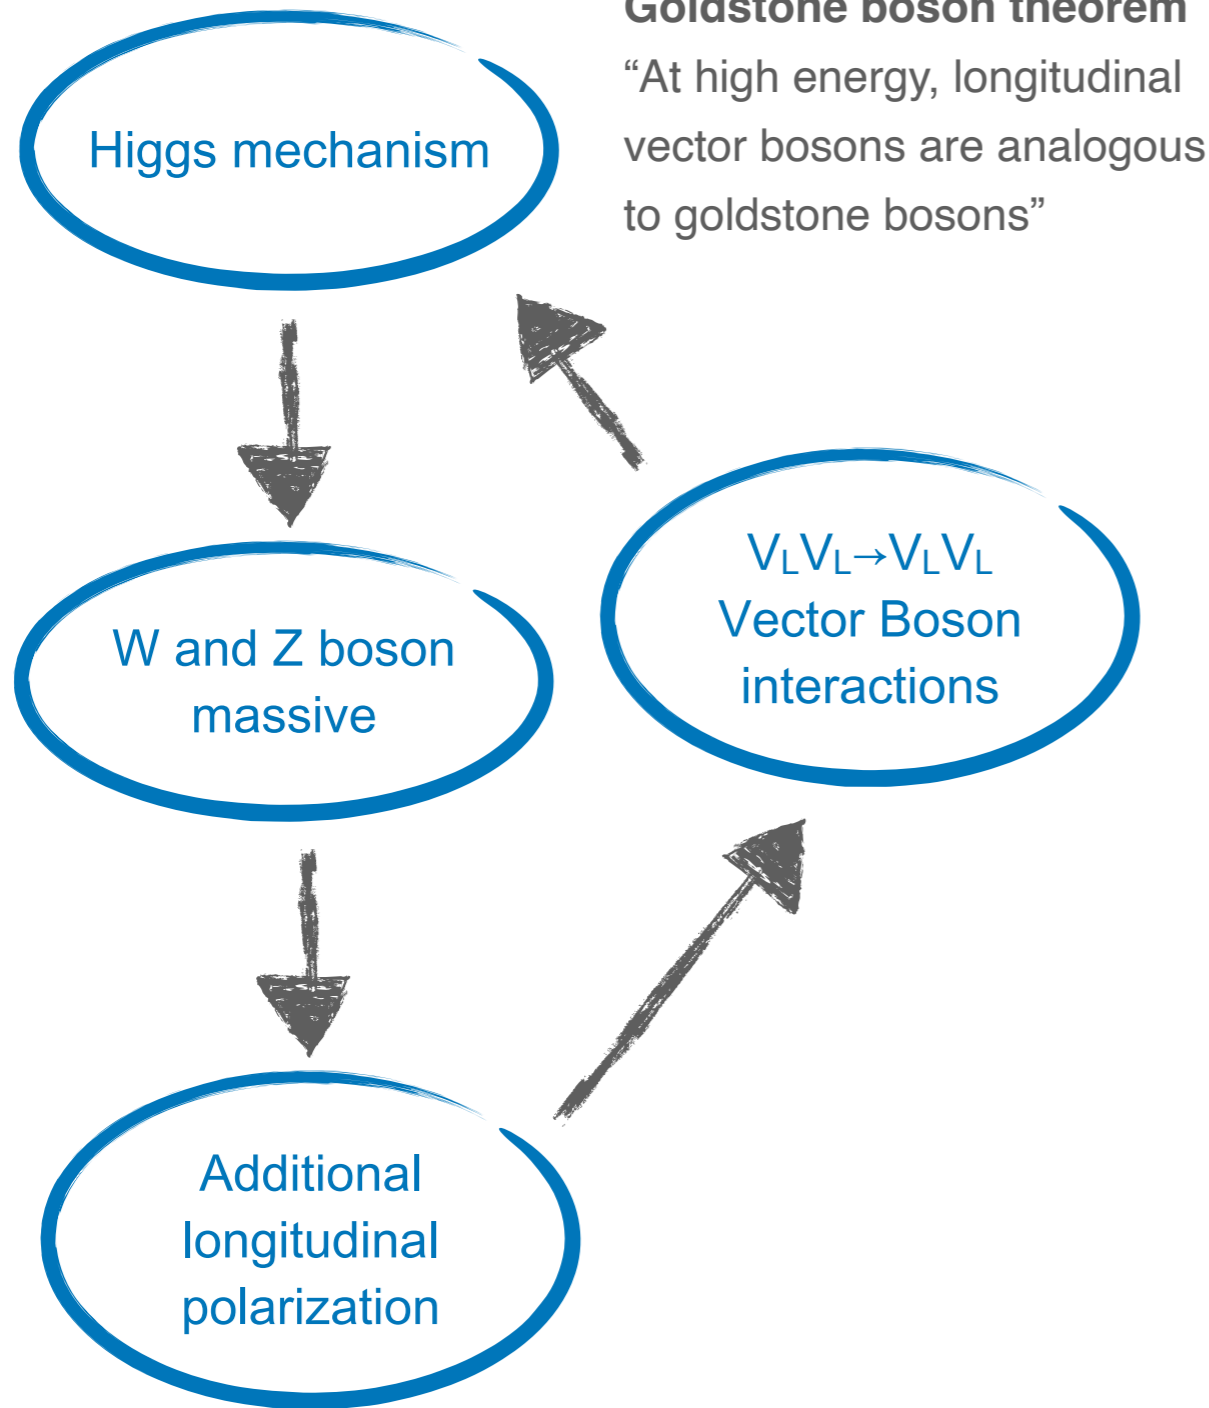 Goldstone boson theorem
“At high energy, longitudinal
vector bosons are analogous
to goldstone bosons”
Higgs mechanism
W and Z boson
massive
VLVL→VLVL
Vector Boson
interactions
Additional
longitudinal
polarization